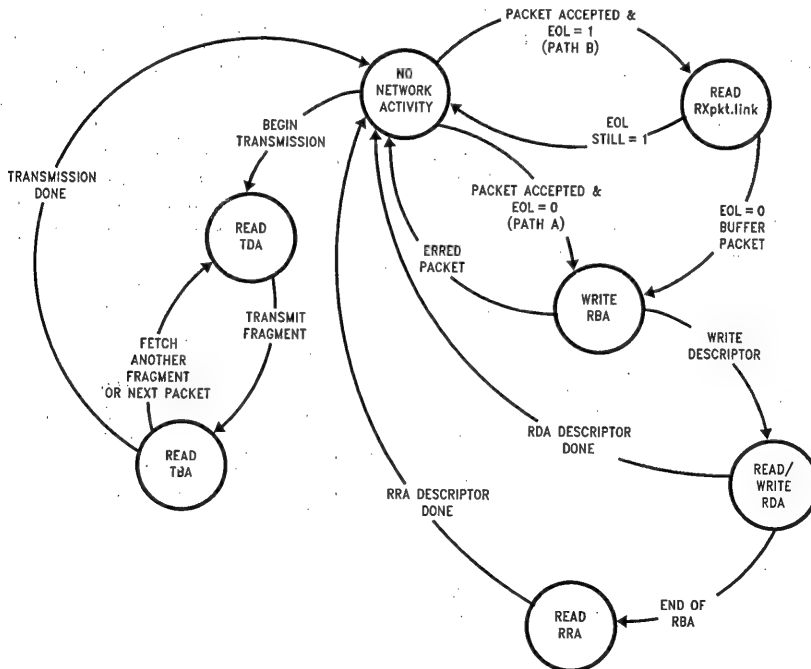 PACKET ACCEPTED &
EOL = 1
(PATH B)
NO
NETWORK
ACTIVITY
READ
RXpkt.link
EOL
STILL = 1
BEGIN
TRANSMISSION
TRANSMISSION
DONE
PACKET ACCEPTED &
EOL = 0
(PATH A)
EOL = 0
BUFFER
PACKET
READ
TDA
ERRED
PACKET
WRITE
RBA
TRANSMIT
FRAGMENT
WRITE
DESCRIPTOR
FETCH
ANOTHER
FRAGMENT
OR NEXT PACKET
RDA DESCRIPTOR
DONE
READ
TBA
READ/
WRITE
RDA
RRA DESCRIPTOR
DONE
END OF
RBA
READ
RRA